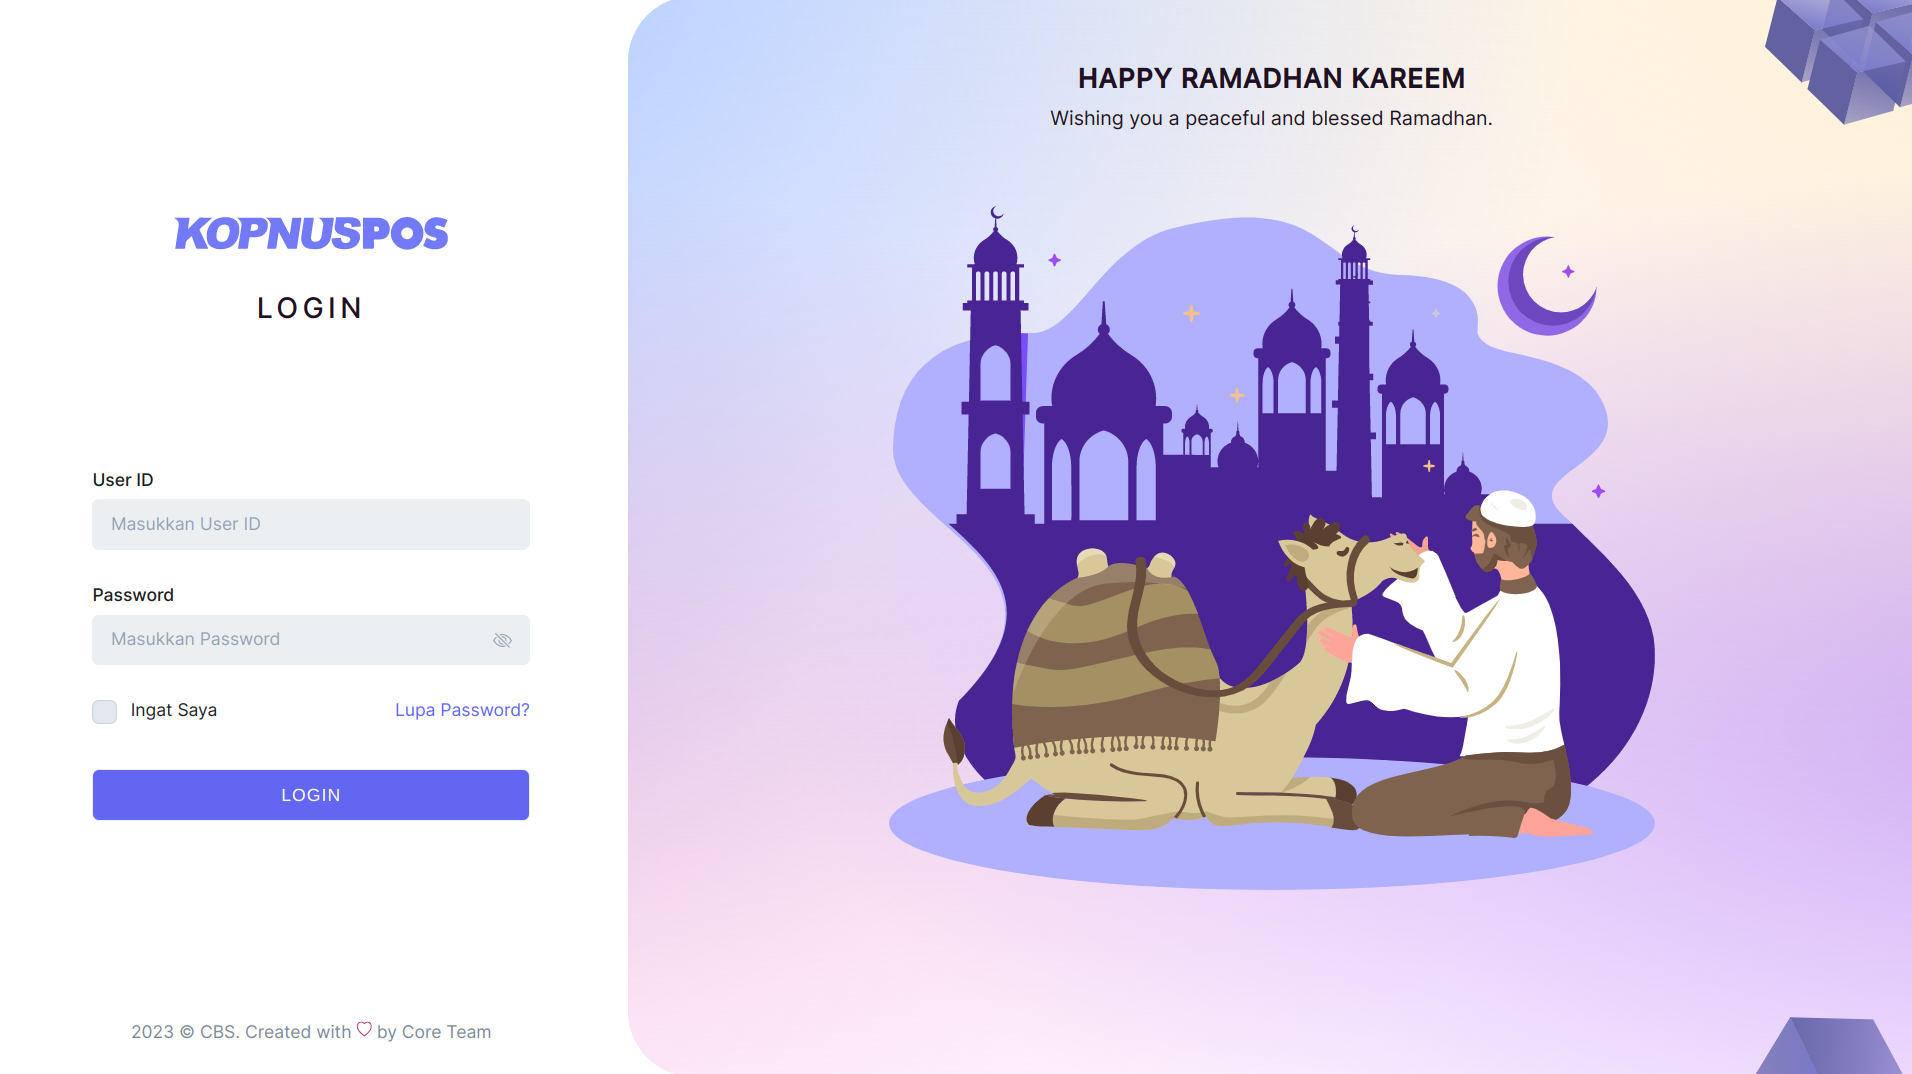 KOPNUSPOS
LOGIN
User ID
Masukkan User ID
Password
Masukkan Password
Ingat Saya
Lupa Password?
LOGIN
2023 © CBS. Created with ♡ by Core Team
HAPPY RAMADHAN KAREEM
Wishing you a peaceful and blessed Ramadhan.